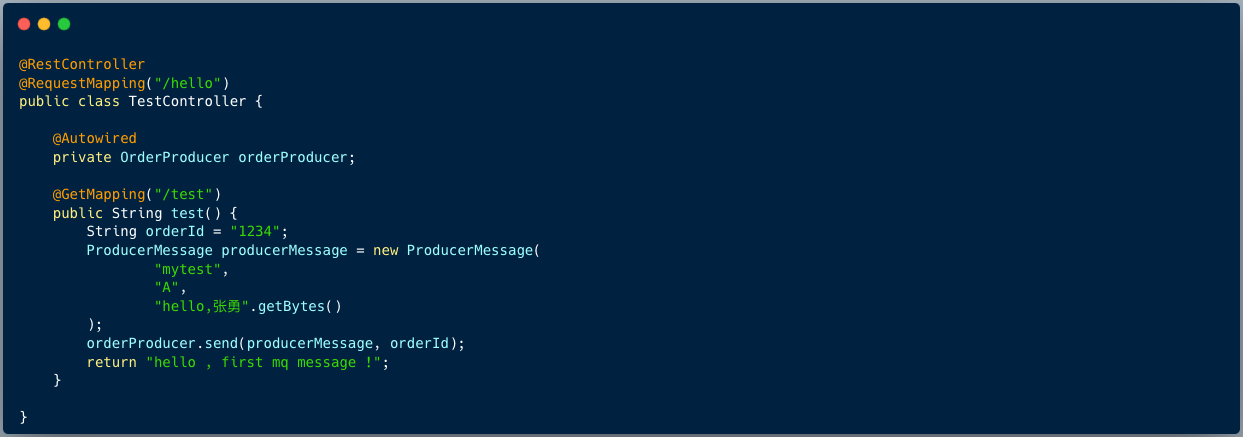 @RestController
@RequestMapping("/hello")
public class TestController {
    @Autowired
    private OrderProducer orderProducer;
    @GetMapping("/test")
    public String test() {
        String orderId = "1234";
        ProducerMessage producerMessage = new ProducerMessage(
                "mytest",
                "A",
                "hello,张勇".getBytes()
        );
        orderProducer.send(producerMessage, orderId);
        return "hello , first mq message !";
    }
}